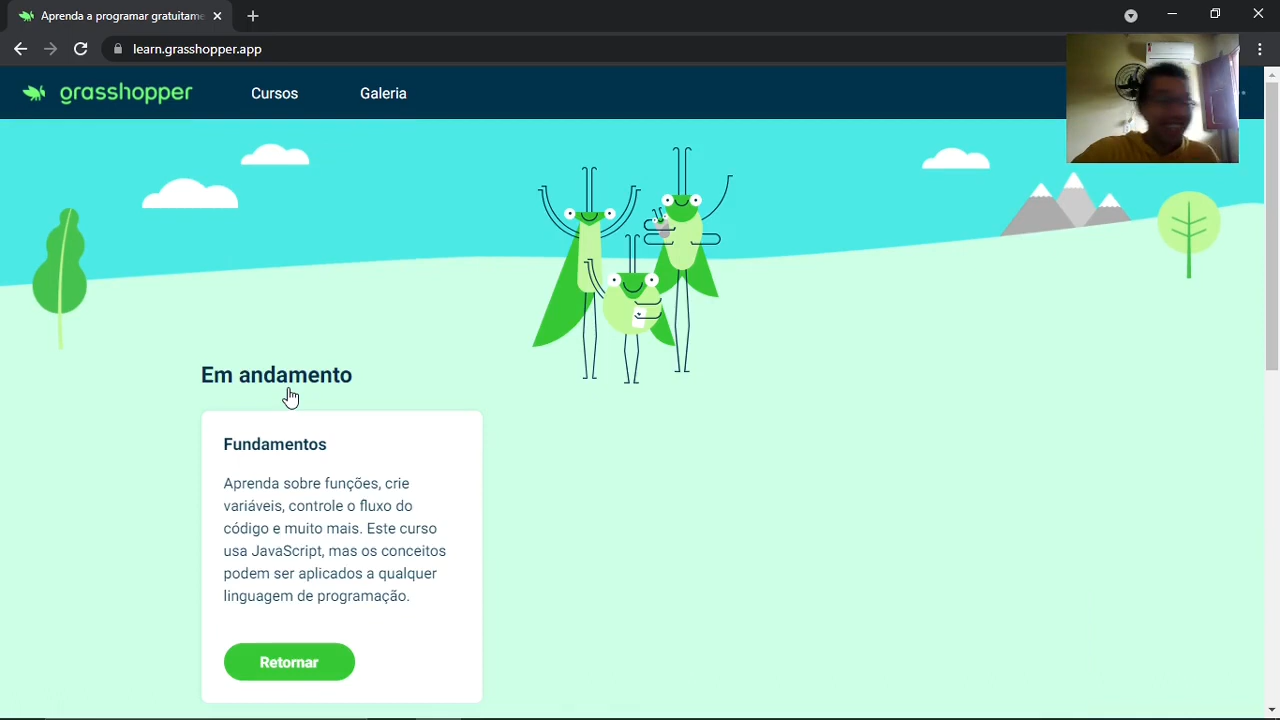 Aprenda a programar gratuitame
learn.grasshopper.app
grasshopper
Cursos
Galeria
Em andamento
Fundamentos
Aprenda sobre funções, crie
variáveis, controle o fluxo do
código e muito mais. Este curso
usa JavaScript, mas os conceitos
podem ser aplicados a qualquer
linguagem de programação.
Retornar